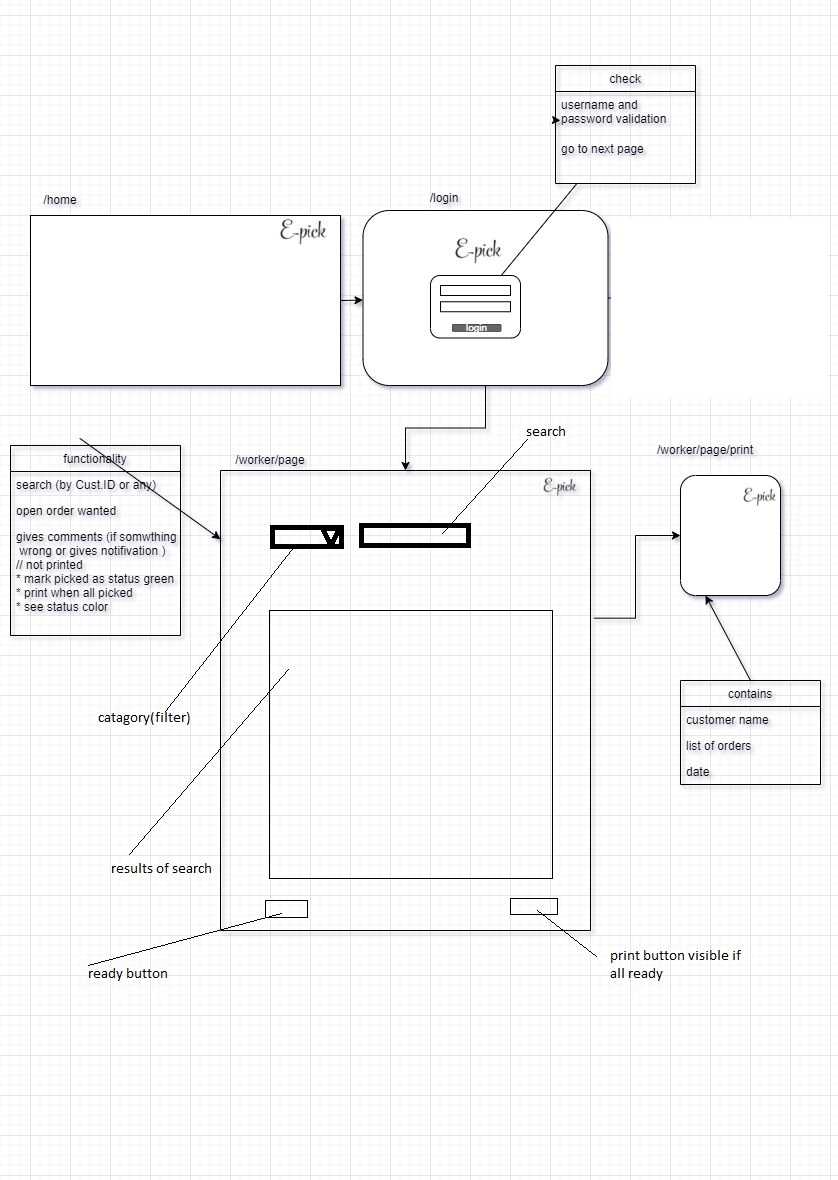 check
username and
password validation
go to next page
/home
/login
E-pick
E-pick
login
search
/worker/page
/worker/page/print
functionality
search (by Cust.ID or any)
open order wanted
gives comments (if somwthing
wrong or gives notifivation )
// not printed
* mark picked as status green
* print when all picked
* see status color
E-pick
E-pick
contains
customer name
list of orders
date
catagory(filter)
results of search
ready button
print button visible if
all ready